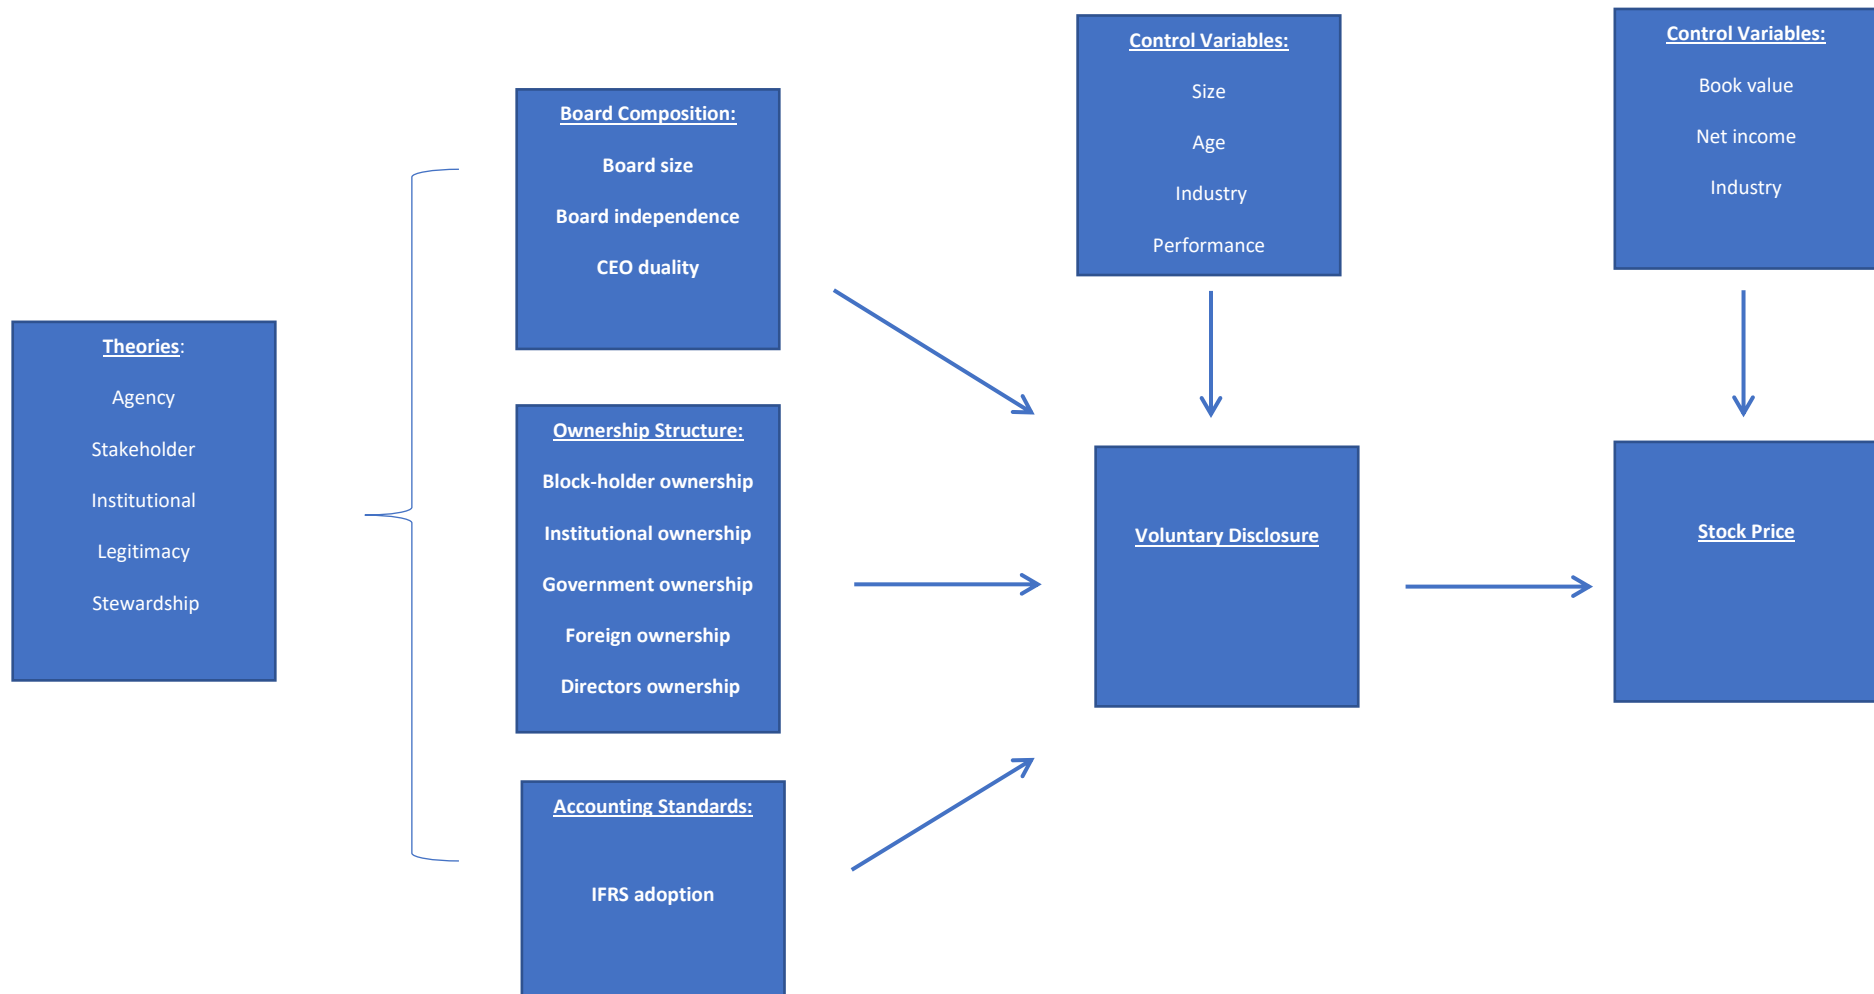 Theories:
Agency
Stakeholder
Institutional
Legitimacy
Stewardship
Board Composition:
Board size
Board independence
CEO duality
Ownership Structure:
Block-holder ownership
Institutional ownership
Government ownership
Foreign ownership
Directors ownership
Accounting Standards:
IFRS adoption
Control Variables:
Size
Age
Industry
Performance
Voluntary Disclosure
Control Variables:
Book value
Net income
Industry
Stock Price